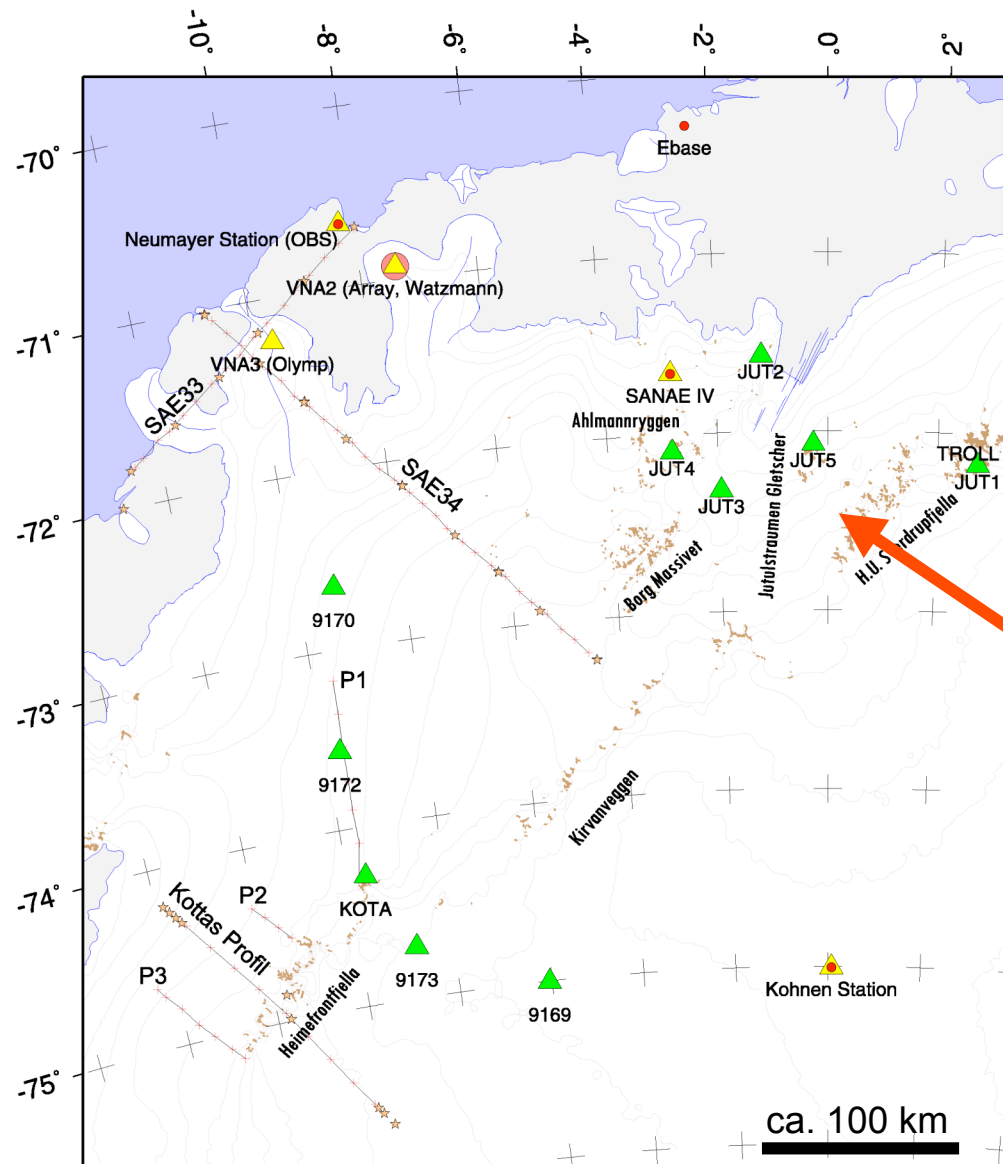 -10˚
-8˚
-6˚
-4˚
-2˚
0˚
2˚
-70˚
-71˚
-72˚
-73˚
-74˚
-75˚
Ebase
Neumayer Station (OBS)
VNA2 (Array, Watzmann)
VNA3 (Olymp)
SAE33
SAE34
SANAE IV
JUT2
Ahlmannryggen
JUT4
JUT3
JUT5
TROLL
JUT1
Jutulstraumen Gletscher
Borg Massivet
9170
P1
9172
Kirvanveggen
KOTA
P2
Kottas Profil
P3
Heimefrontfjella
9173
9169
Kohnen Station
ca. 100 km